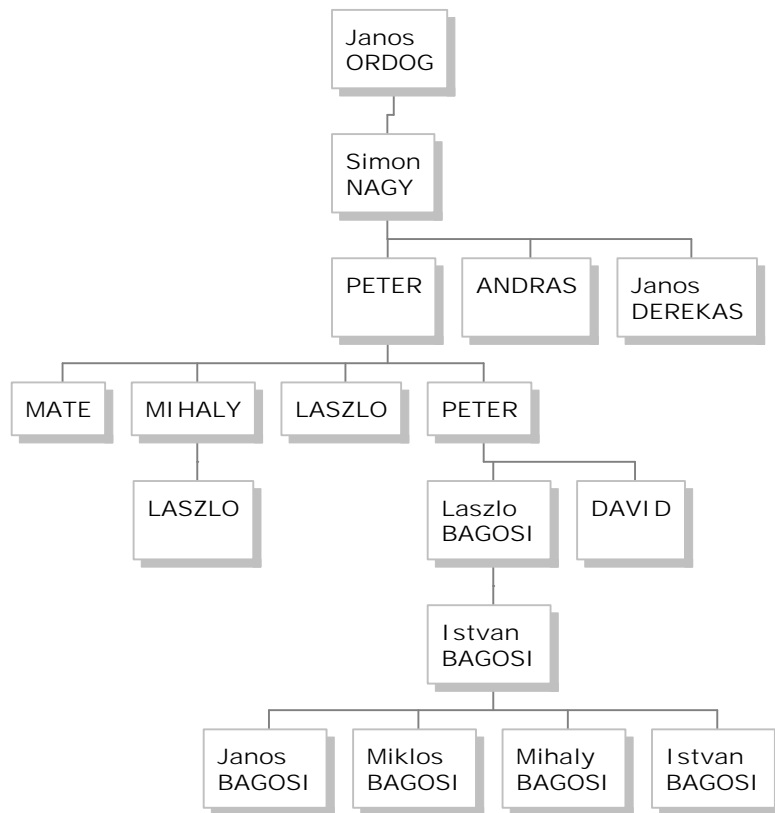 Janos
ORDOG
Simon
NAGY
PETER
ANDRAS
Janos
DEREKAS
MATE
MIHALY
LASZLO
PETER
LASZLO
Laszlo
BAGOSI
DAVID
Istvan
BAGOSI
Janos
BAGOSI
Miklos
BAGOSI
Mihaly
BAGOSI
Istvan
BAGOSI